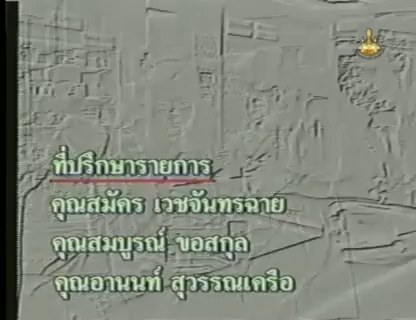 ที่ปรึกษารายการ
คุณสมัคร เวชจันทรฉาย
คุณสมบูรณ์ ขอสกุล
คุณอานนท์ สุวรรณเครือ